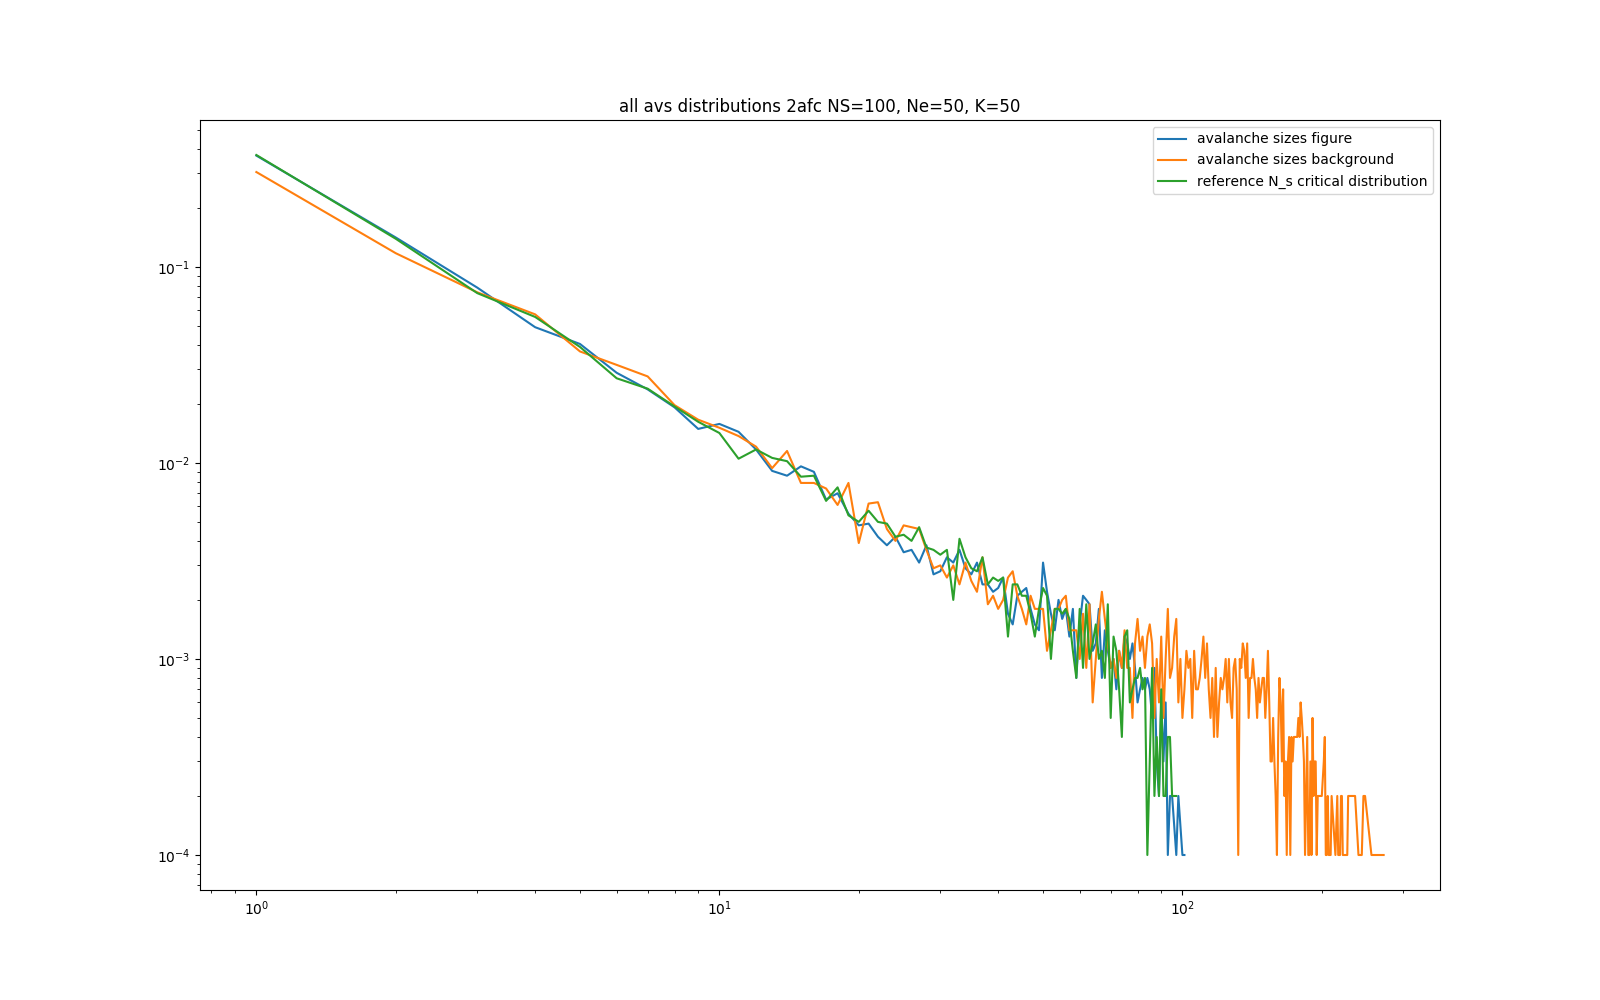 all avs distributions 2afc NS=100, Ne=50, K=50
avalanche sizes figure
avalanche sizes background
reference N_s critical distribution
10⁻¹
10⁻²
10⁻³
10⁻⁴
10⁰
10¹
10²